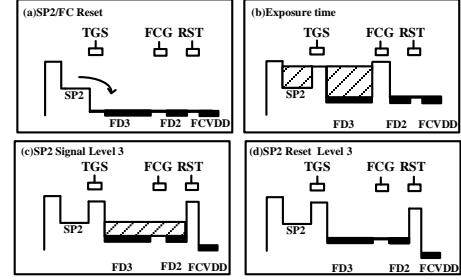 (a)SP2/FC Reset
TGS FCG RST
SP2
FD3 FD2 FCVDD
(b)Exposure time
TGS FCG RST
SP2
FD3 FD2 FCVDD
(c)SP2 Signal Level 3
TGS FCG RST
SP2
FD3 FD2 FCVDD
(d)SP2 Reset Level 3
TGS FCG RST
SP2
FD3 FD2 FCVDD